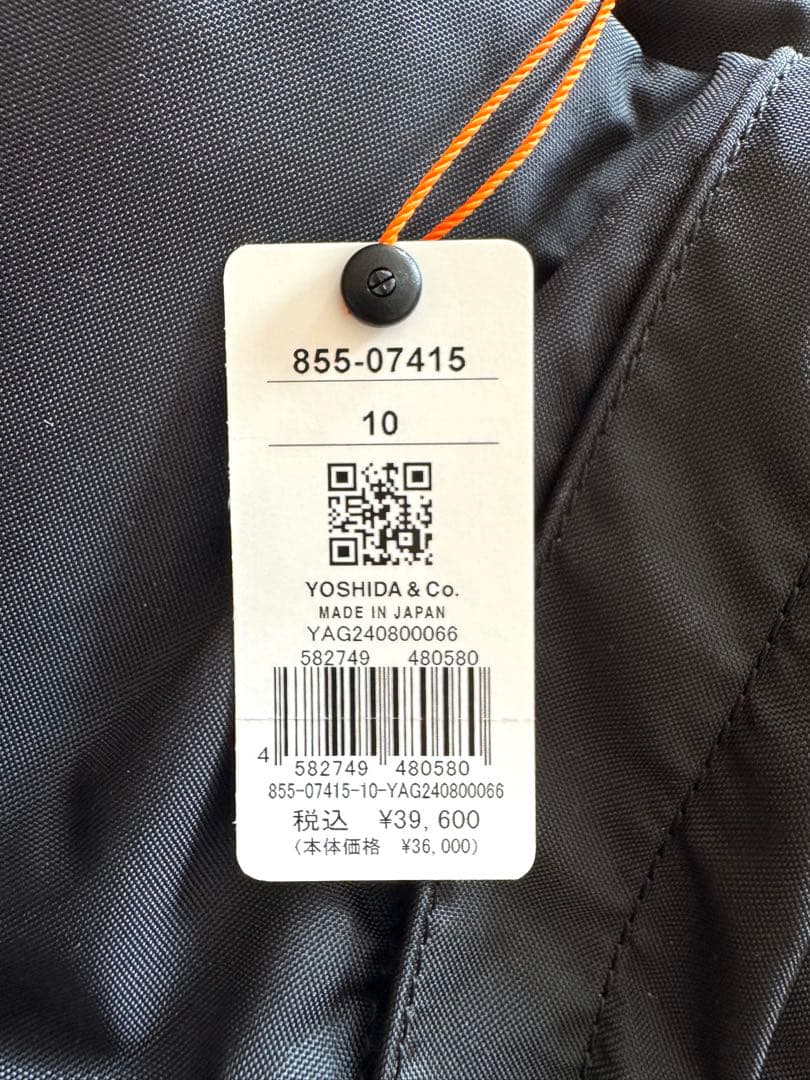 855-07415
10
YOSHIDA & Co.
MADE IN JAPAN
YAG240800066
582749 480580
4 582749 480580
855-07415-10-YAG240800066
税込 ¥39,600
(本体価格 ¥36,000)